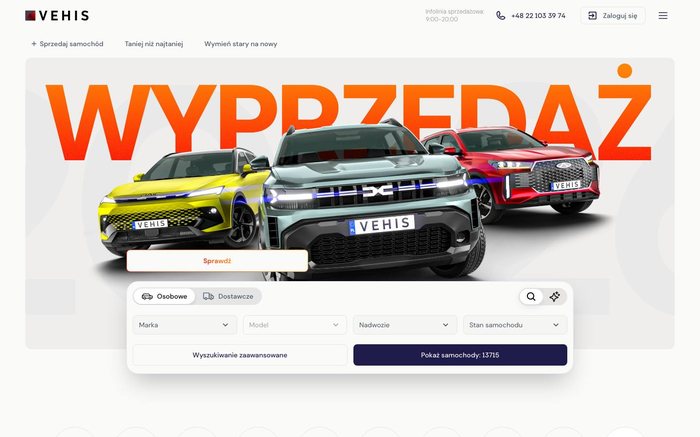 VEHIS
Infolinia sprzedażowa:
9:00-20:00
+48 22 103 39 74
Zaloguj się
+ Sprzedaj samochód
Taniej niż najtaniej
Wymień stary na nowy
WYPRZEDAŻ
VEHIS
VEHIS
VEHIS
Sprawdź
Osobowe
Dostawcze
Marka
Model
Nadwozie
Stan samochodu
Wyszukiwanie zaawansowane
Pokaż samochody: 13715